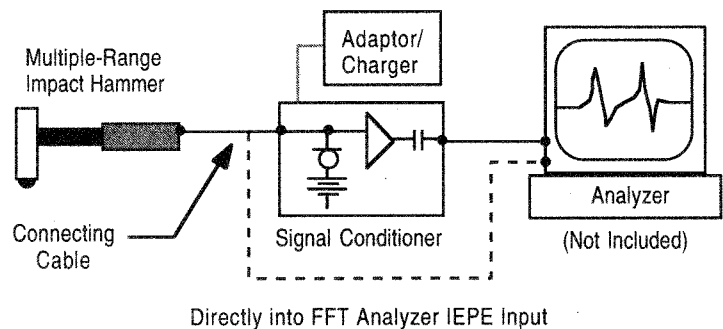 Multiple-Range
Impact Hammer
Adaptor/
Charger
Connecting
Cable
Signal Conditioner
Analyzer
(Not Included)
Directly into FFT Analyzer IEPE Input